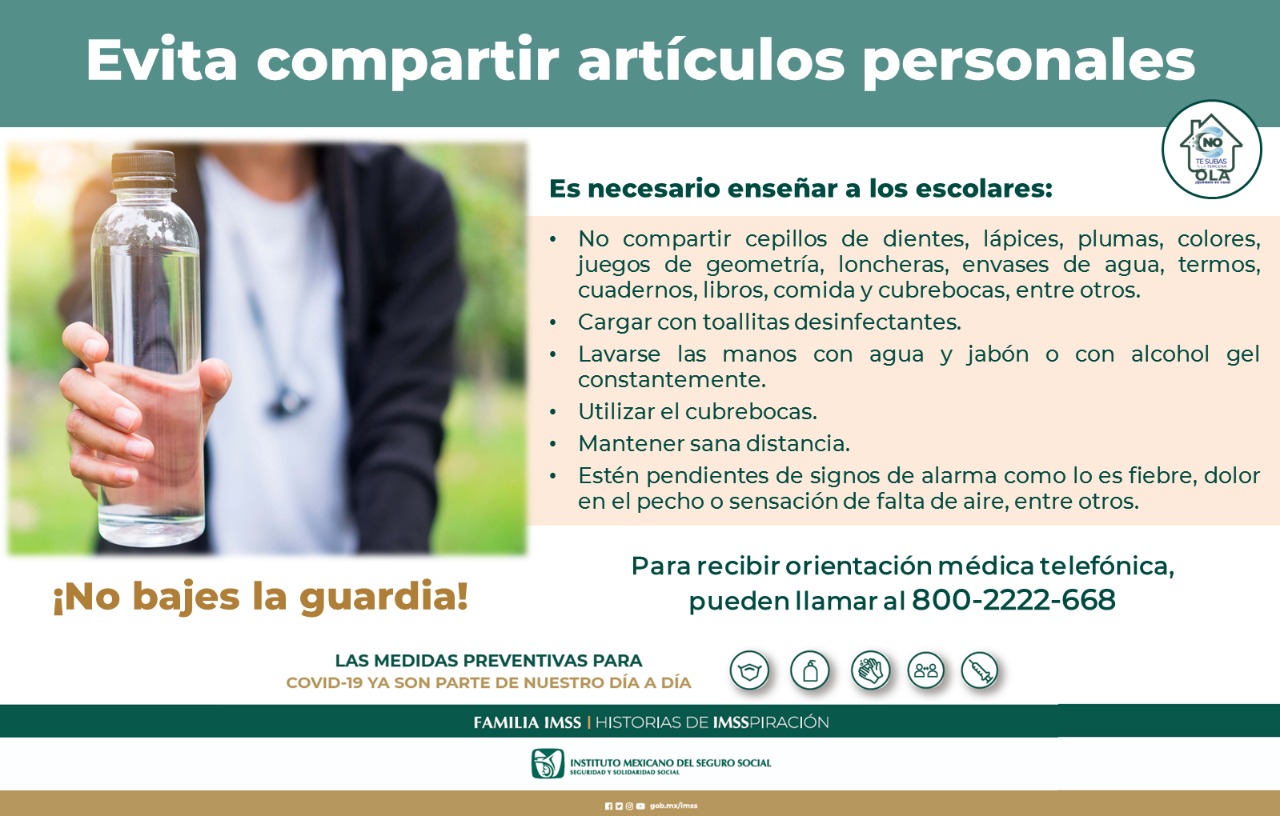 Evita compartir artículos personales
NO
TE SUBAS
A LA TERCERA
OLA
Es necesario enseñar a los escolares:
• No compartir cepillos de dientes, lápices, plumas, colores,
juegos de geometría, loncheras, envases de agua, termos,
cuadernos, libros, comida y cubrebocas, entre otros.
• Cargar con toallitas desinfectantes.
• Lavarse las manos con agua y jabón o con alcohol gel
constantemente.
• Utilizar el cubrebocas.
• Mantener sana distancia.
• Estén pendientes de signos de alarma como lo es fiebre, dolor
en el pecho o sensación de falta de aire, entre otros.
¡No bajes la guardia!
Para recibir orientación médica telefónica,
pueden llamar al 800-2222-668
LAS MEDIDAS PREVENTIVAS PARA
COVID-19 YA SON PARTE DE NUESTRO DÍA A DÍA
FAMILIA IMSS | HISTORIAS DE IMSSPIRACIÓN
INSTITUTO MEXICANO DEL SEGURO SOCIAL
SEGURIDAD Y SOLIDARIDAD SOCIAL
gob.mx/imss